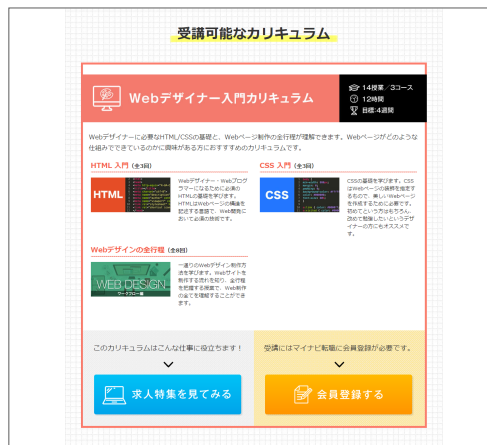 受講可能なカリキュラム
Webデザイナー入門カリキュラム
14授業／3コース
12時間
目標:4週間
Webデザイナーに必要なHTML/CSSの基礎と、Webページ制作の全行程が理解できます。Webページがどのような
仕組みでできているのかに興味がある方におすすめのカリキュラムです。
HTML 入門 (全3回)
HTML
Webデザイナー・Webプログ
ラマーになるために必須の
HTMLの基礎を学びます。
HTMLはWebページの構造を
記述する言語で、Web開発に
おいて必須の技術です。
CSS 入門 (全3回)
CSS
CSSの基礎を学びます。CSS
はWebページの装飾を指定す
るもので、美しいWebページ
を作成するために必要です。
初めてという方はもちろん、
改めて勉強したいというデザ
イナーの方にもオススメで
す。
Webデザインの全行程 (全8回)
WEB DESIGN
ワークフロー編
一通りのWebデザイン制作方
法を学びます。Webサイトを
制作する流れを知り、全行程
を把握する授業で、Web制作
の全てを理解することができ
ます。
このカリキュラムはこんな仕事に役立ちます！
求人特集を見てみる
受講にはマイナビ転職に会員登録が必要です。
会員登録する